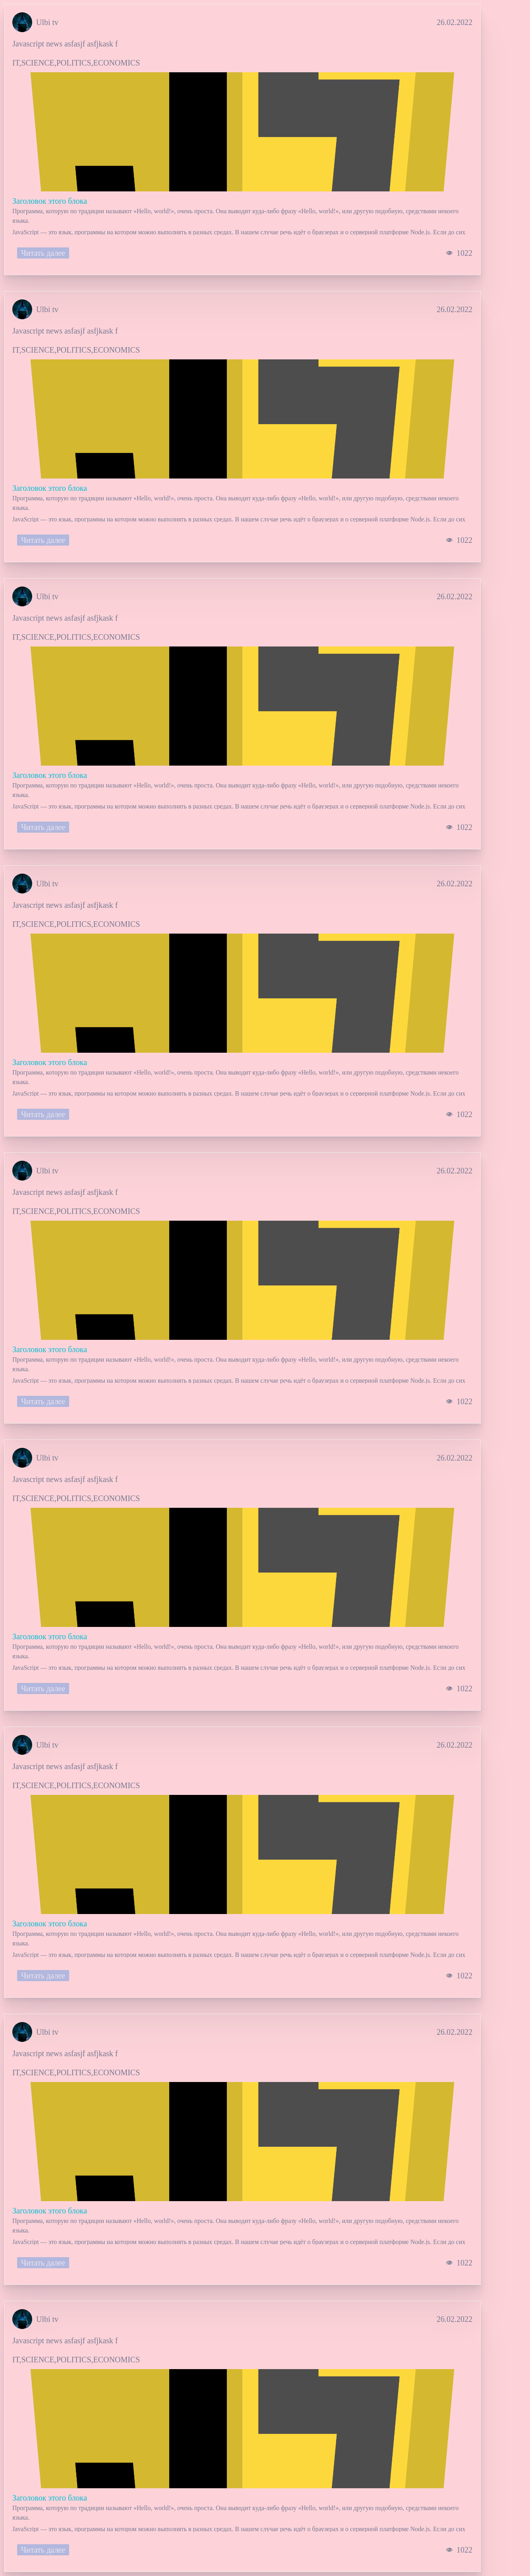 Ulbi tv 26.02.2022
Javascript news asfasjf asfjkask f
IT,SCIENCE,POLITICS,ECONOMICS
Заголовок этого блока
Программа, которую по традиции называют «Hello, world!», очень проста. Она выводит куда-либо фразу «Hello, world!», или другую подобную, средствами некоего
языка.
JavaScript — это язык, программы на котором можно выполнять в разных средах. В нашем случае речь идёт о браузерах и о серверной платформе Node.js. Если до сих
Читать далее 1022
Ulbi tv 26.02.2022
Javascript news asfasjf asfjkask f
IT,SCIENCE,POLITICS,ECONOMICS
Заголовок этого блока
Программа, которую по традиции называют «Hello, world!», очень проста. Она выводит куда-либо фразу «Hello, world!», или другую подобную, средствами некоего
языка.
JavaScript — это язык, программы на котором можно выполнять в разных средах. В нашем случае речь идёт о браузерах и о серверной платформе Node.js. Если до сих
Читать далее 1022
Ulbi tv 26.02.2022
Javascript news asfasjf asfjkask f
IT,SCIENCE,POLITICS,ECONOMICS
Заголовок этого блока
Программа, которую по традиции называют «Hello, world!», очень проста. Она выводит куда-либо фразу «Hello, world!», или другую подобную, средствами некоего
языка.
JavaScript — это язык, программы на котором можно выполнять в разных средах. В нашем случае речь идёт о браузерах и о серверной платформе Node.js. Если до сих
Читать далее 1022
Ulbi tv 26.02.2022
Javascript news asfasjf asfjkask f
IT,SCIENCE,POLITICS,ECONOMICS
Заголовок этого блока
Программа, которую по традиции называют «Hello, world!», очень проста. Она выводит куда-либо фразу «Hello, world!», или другую подобную, средствами некоего
языка.
JavaScript — это язык, программы на котором можно выполнять в разных средах. В нашем случае речь идёт о браузерах и о серверной платформе Node.js. Если до сих
Читать далее 1022
Ulbi tv 26.02.2022
Javascript news asfasjf asfjkask f
IT,SCIENCE,POLITICS,ECONOMICS
Заголовок этого блока
Программа, которую по традиции называют «Hello, world!», очень проста. Она выводит куда-либо фразу «Hello, world!», или другую подобную, средствами некоего
языка.
JavaScript — это язык, программы на котором можно выполнять в разных средах. В нашем случае речь идёт о браузерах и о серверной платформе Node.js. Если до сих
Читать далее 1022
Ulbi tv 26.02.2022
Javascript news asfasjf asfjkask f
IT,SCIENCE,POLITICS,ECONOMICS
Заголовок этого блока
Программа, которую по традиции называют «Hello, world!», очень проста. Она выводит куда-либо фразу «Hello, world!», или другую подобную, средствами некоего
языка.
JavaScript — это язык, программы на котором можно выполнять в разных средах. В нашем случае речь идёт о браузерах и о серверной платформе Node.js. Если до сих
Читать далее 1022
Ulbi tv 26.02.2022
Javascript news asfasjf asfjkask f
IT,SCIENCE,POLITICS,ECONOMICS
Заголовок этого блока
Программа, которую по традиции называют «Hello, world!», очень проста. Она выводит куда-либо фразу «Hello, world!», или другую подобную, средствами некоего
языка.
JavaScript — это язык, программы на котором можно выполнять в разных средах. В нашем случае речь идёт о браузерах и о серверной платформе Node.js. Если до сих
Читать далее 1022
Ulbi tv 26.02.2022
Javascript news asfasjf asfjkask f
IT,SCIENCE,POLITICS,ECONOMICS
Заголовок этого блока
Программа, которую по традиции называют «Hello, world!», очень проста. Она выводит куда-либо фразу «Hello, world!», или другую подобную, средствами некоего
языка.
JavaScript — это язык, программы на котором можно выполнять в разных средах. В нашем случае речь идёт о браузерах и о серверной платформе Node.js. Если до сих
Читать далее 1022
Ulbi tv 26.02.2022
Javascript news asfasjf asfjkask f
IT,SCIENCE,POLITICS,ECONOMICS
Заголовок этого блока
Программа, которую по традиции называют «Hello, world!», очень проста. Она выводит куда-либо фразу «Hello, world!», или другую подобную, средствами некоего
языка.
JavaScript — это язык, программы на котором можно выполнять в разных средах. В нашем случае речь идёт о браузерах и о серверной платформе Node.js. Если до сих
Читать далее 1022